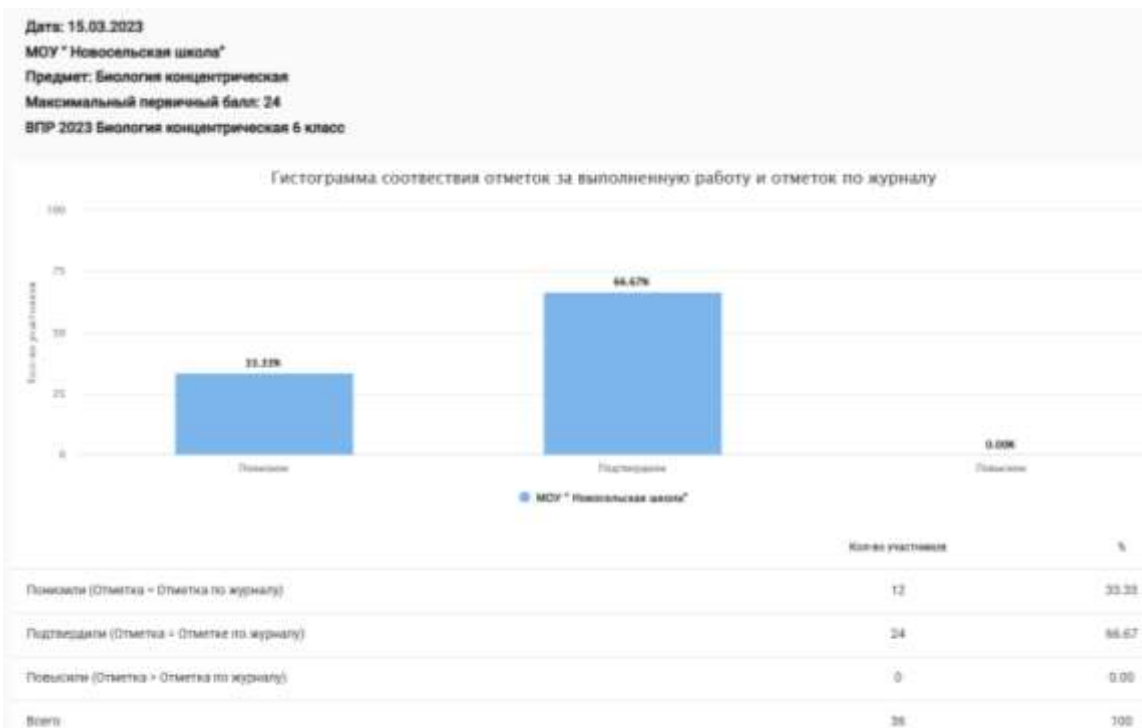 Дата: 15.03.2023
МОУ " Новосельская школа"
Предмет: Биология концентрическая
Максимальный первичный балл: 24
ВПР 2023 Биология концентрическая 6 класс
Гистограмма соотвествия отметок за выполненную работу и отметок по журналу
100
75
50
25
0
Кол-во участников
33.33%
66.67%
0.00%
Понизили
Подтвердили
Повысили
МОУ " Новосельская школа"
Кол-во участников %
Понизили (Отметка < Отметка по журналу) 12 33.33
Подтвердили (Отметка = Отметке по журналу) 24 66.67
Повысили (Отметка > Отметка по журналу) 0 0.00
Всего 36 100